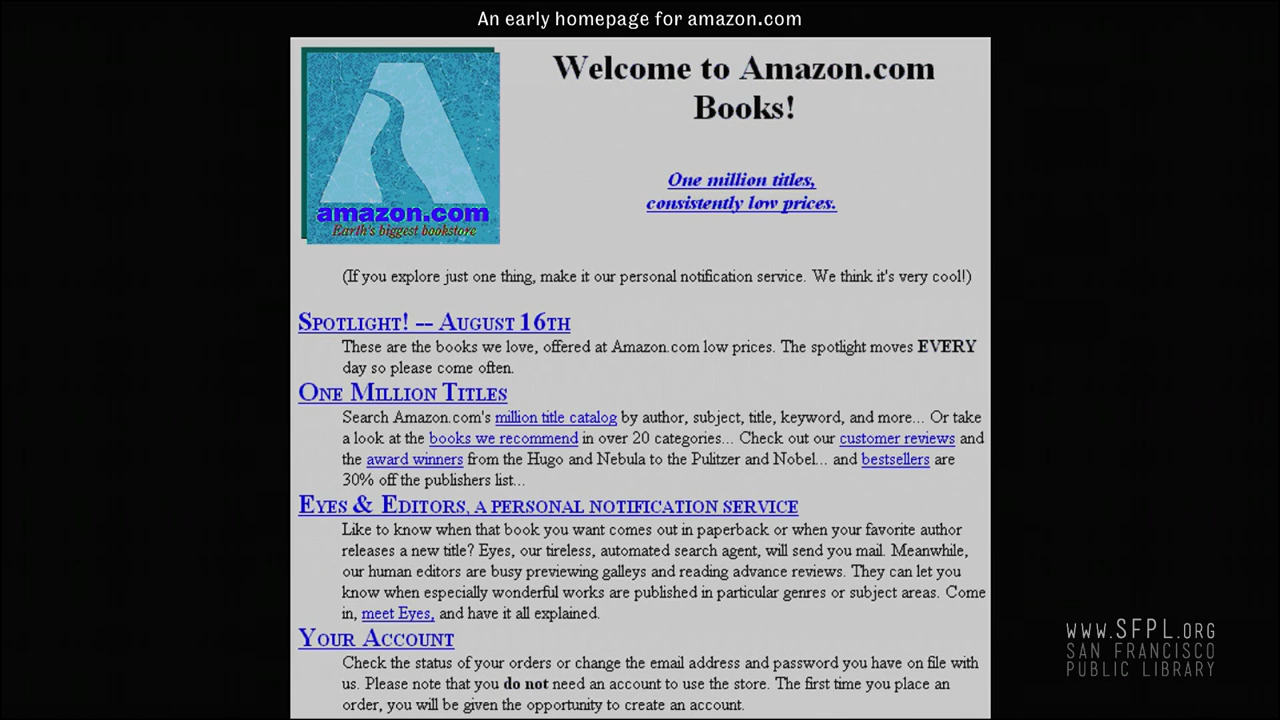 An early homepage for amazon.com
Welcome to Amazon.com
Books!
One million titles,
consistently low prices.
amazon.com
Earth's biggest bookstore
(If you explore just one thing, make it our personal notification service. We think it's very cool!)
SPOTLIGHT! -- AUGUST 16TH
These are the books we love, offered at Amazon.com low prices. The spotlight moves EVERY
day so please come often.
ONE MILLION TITLES
Search Amazon.com's million title catalog by author, subject, title, keyword, and more... Or take
a look at the books we recommend in over 20 categories... Check out our customer reviews and
the award winners from the Hugo and Nebula to the Pulitzer and Nobel... and bestsellers are
30% off the publishers list...
EYES & EDITORS, A PERSONAL NOTIFICATION SERVICE
Like to know when that book you want comes out in paperback or when your favorite author
releases a new title? Eyes, our tireless, automated search agent, will send you mail. Meanwhile,
our human editors are busy previewing galleys and reading advance reviews. They can let you
know when especially wonderful works are published in particular genres or subject areas. Come
in, meet Eyes, and have it all explained.
YOUR ACCOUNT
Check the status of your orders or change the email address and password you have on file with
us. Please note that you do not need an account to use the store. The first time you place an
order, you will be given the opportunity to create an account.
WWW.SFPL.ORG
SAN FRANCISCO
PUBLIC LIBRARY